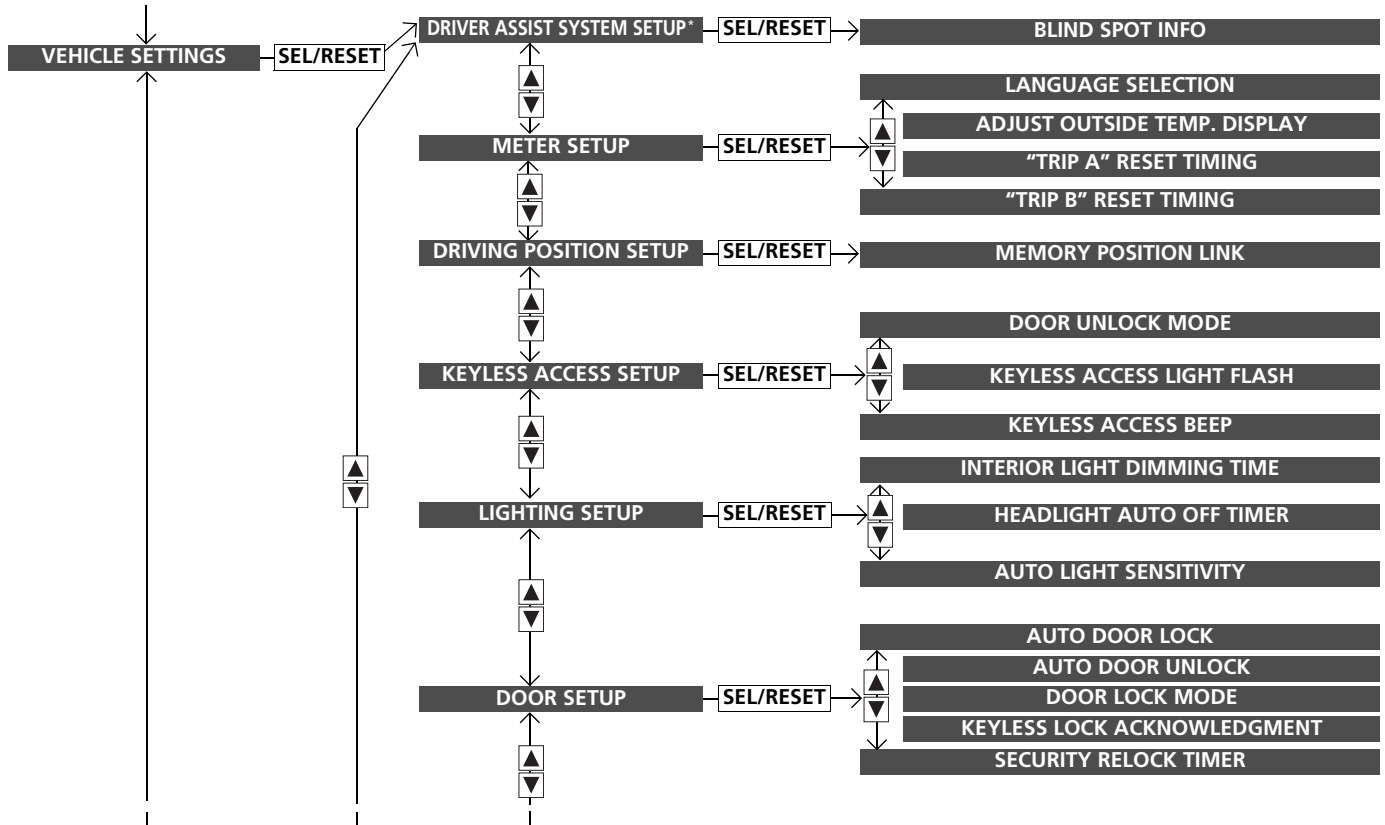 DRIVER ASSIST SYSTEM SETUP*
SEL/RESET
BLIND SPOT INFO
VEHICLE SETTINGS
SEL/RESET
LANGUAGE SELECTION
ADJUST OUTSIDE TEMP. DISPLAY
METER SETUP
SEL/RESET
“TRIP A” RESET TIMING
“TRIP B” RESET TIMING
DRIVING POSITION SETUP
SEL/RESET
MEMORY POSITION LINK
DOOR UNLOCK MODE
KEYLESS ACCESS SETUP
SEL/RESET
KEYLESS ACCESS LIGHT FLASH
KEYLESS ACCESS BEEP
INTERIOR LIGHT DIMMING TIME
LIGHTING SETUP
SEL/RESET
HEADLIGHT AUTO OFF TIMER
AUTO LIGHT SENSITIVITY
AUTO DOOR LOCK
AUTO DOOR UNLOCK
DOOR SETUP
SEL/RESET
DOOR LOCK MODE
KEYLESS LOCK ACKNOWLEDGMENT
SECURITY RELOCK TIMER